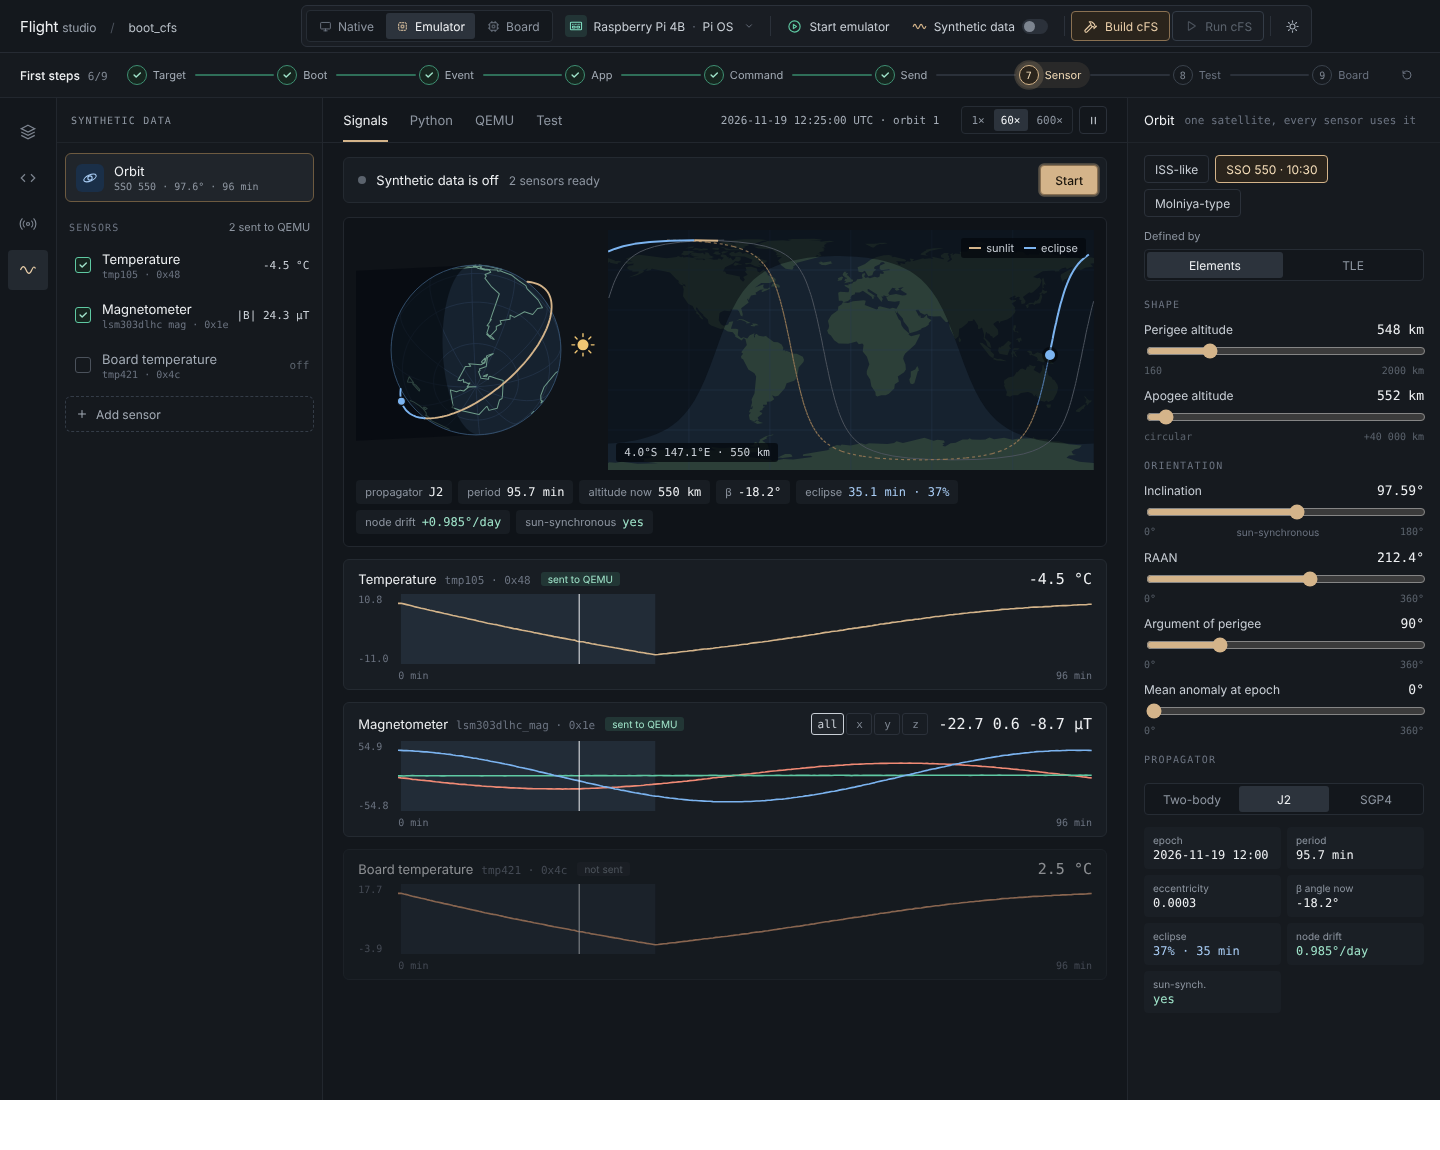 Flight studio / boot_cfs
Native Emulator Board Raspberry Pi 4B · Pi OS Start emulator Synthetic data Build cFS Run cFS
First steps 6/9 Target Boot Event App Command Send 7 Sensor 8 Test 9 Board
SYNTHETIC DATA
Orbit
SSO 550 · 97.6° · 96 min
SENSORS 2 sent to QEMU
Temperature -4.5 °C
tmp105 · 0x48
Magnetometer |B| 24.3 µT
lsm303dlhc mag · 0x1e
Board temperature off
tmp421 · 0x4c
+ Add sensor
Signals Python QEMU Test 2026-11-19 12:25:00 UTC · orbit 1 1× 60× 600×
Synthetic data is off 2 sensors ready Start
sunlit eclipse
4.0°S 147.1°E · 550 km
propagator J2 period 95.7 min altitude now 550 km β -18.2° eclipse 35.1 min · 37%
node drift +0.985°/day sun-synchronous yes
Temperature tmp105 · 0x48 sent to QEMU -4.5 °C
10.8
-11.0
0 min 96 min
Magnetometer lsm303dlhc_mag · 0x1e sent to QEMU all x y z -22.7 0.6 -8.7 µT
54.9
-54.8
0 min 96 min
Board temperature tmp421 · 0x4c not sent 2.5 °C
17.7
-3.9
0 min 96 min
Orbit one satellite, every sensor uses it
ISS-like SSO 550 · 10:30
Molniya-type
Defined by
Elements TLE
SHAPE
Perigee altitude 548 km
160 2000 km
Apogee altitude 552 km
circular +40 000 km
ORIENTATION
Inclination 97.59°
0° sun-synchronous 180°
RAAN 212.4°
0° 360°
Argument of perigee 90°
0° 360°
Mean anomaly at epoch 0°
0° 360°
PROPAGATOR
Two-body J2 SGP4
epoch period
2026-11-19 12:00 95.7 min
eccentricity β angle now
0.0003 -18.2°
eclipse node drift
37% · 35 min 0.985°/day
sun-synch.
yes